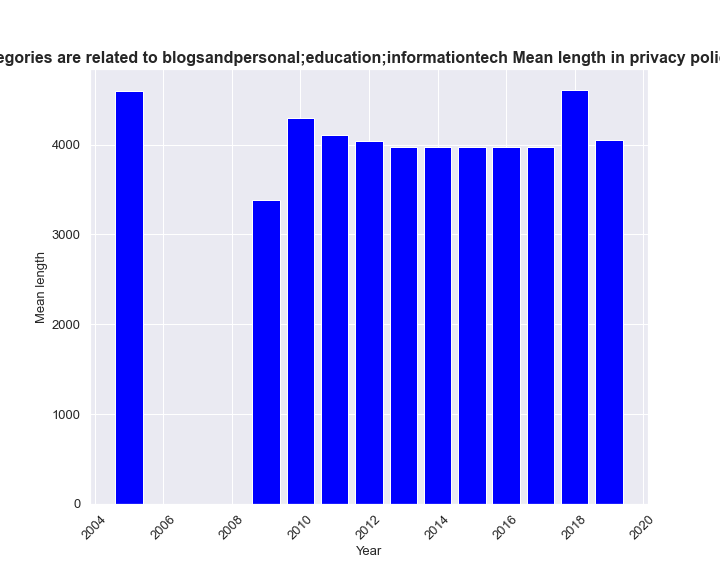 egories are related to blogsandpersonal;education;informationtech Mean length in privacy polic
4000
3000
2000
1000
0
Mean length
2004 2006 2008 2010 2012 2014 2016 2018 2020
Year